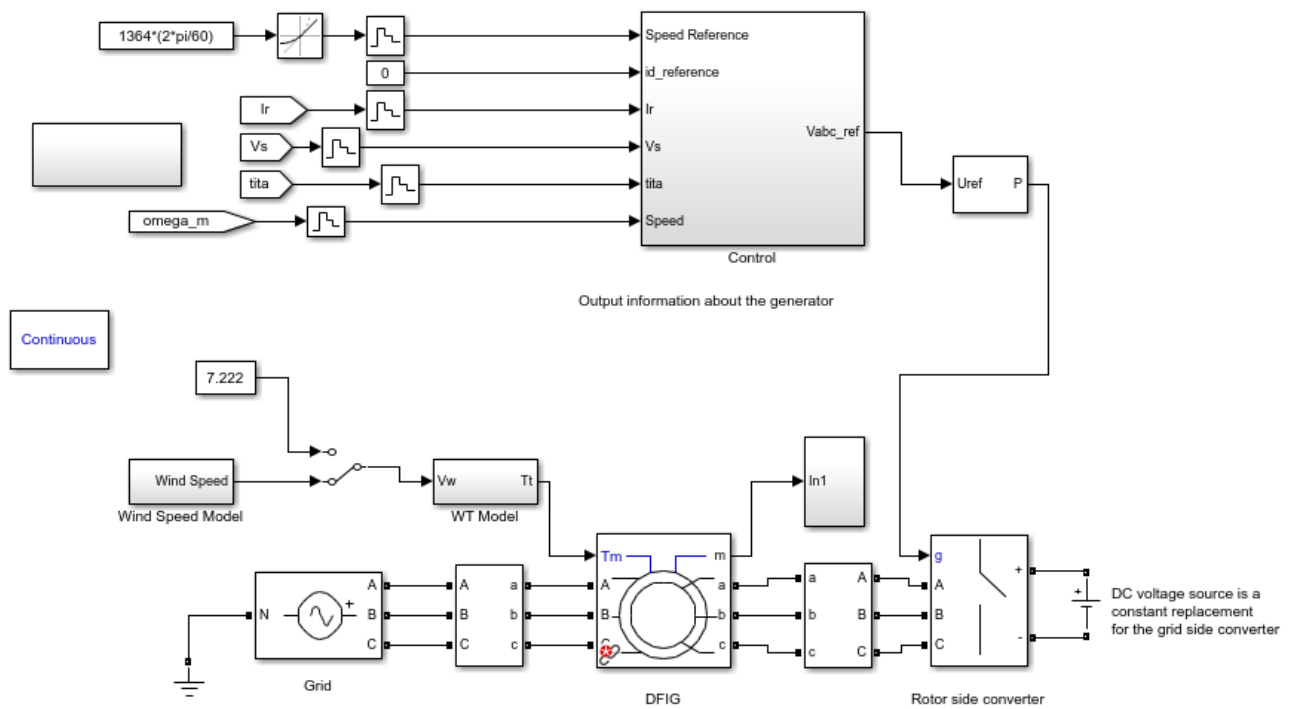 1364*(2*pi/60)
Speed Reference
0
id_reference
Ir
Ir
Vs
Vs
Vabc_ref
tita
tita
Uref
P
omega_m
Speed
Control
Output information about the generator
Continuous
7.222
Wind Speed
Wind Speed Model
Vw
Tt
WT Model
In1
Tm
m
g
N
A
B
C
+
A
B
C
a
b
c
A
B
C
a
b
c
a
b
c
A
B
C
A
B
C
+
-
+
DC voltage source is a
constant replacement
for the grid side converter
Grid
DFIG
Rotor side converter